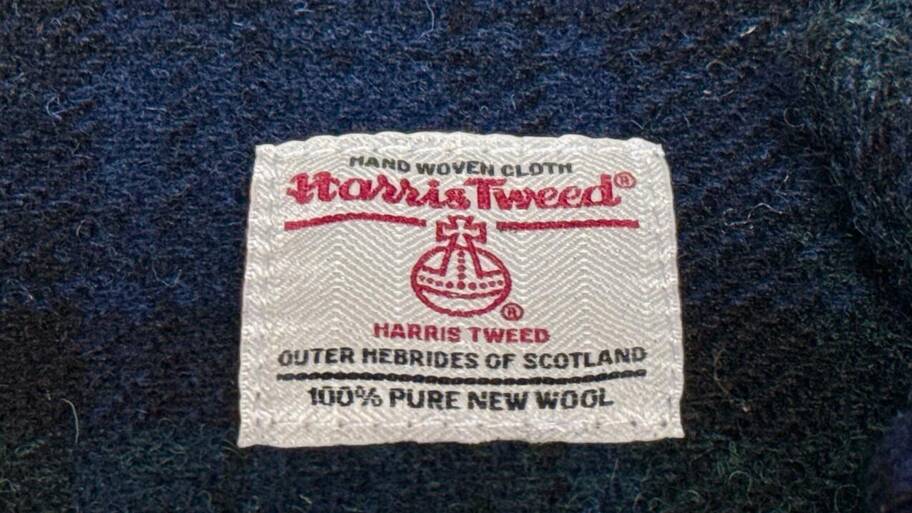 HAND WOVEN CLOTH
Harris Tweed®
®
HARRIS TWEED
OUTER HEBRIDES OF SCOTLAND
100% PURE NEW WOOL